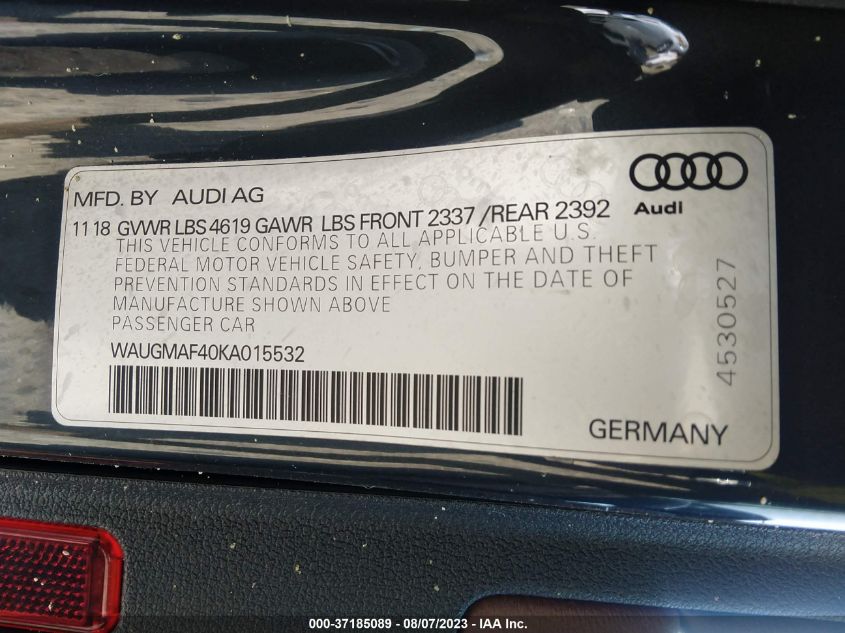 MFD. BY AUDI AG
11 18 GVWR LBS 4619 GAWR LBS FRONT 2337 /REAR 2392
Audi
THIS VEHICLE CONFORMS TO ALL APPLICABLE U.S.
FEDERAL MOTOR VEHICLE SAFETY, BUMPER AND THEFT
PREVENTION STANDARDS IN EFFECT ON THE DATE OF
MANUFACTURE SHOWN ABOVE
PASSENGER CAR
WAUGMAF40KA015532
4530527
GERMANY
000-37185089 - 08/07/2023 - IAA Inc.